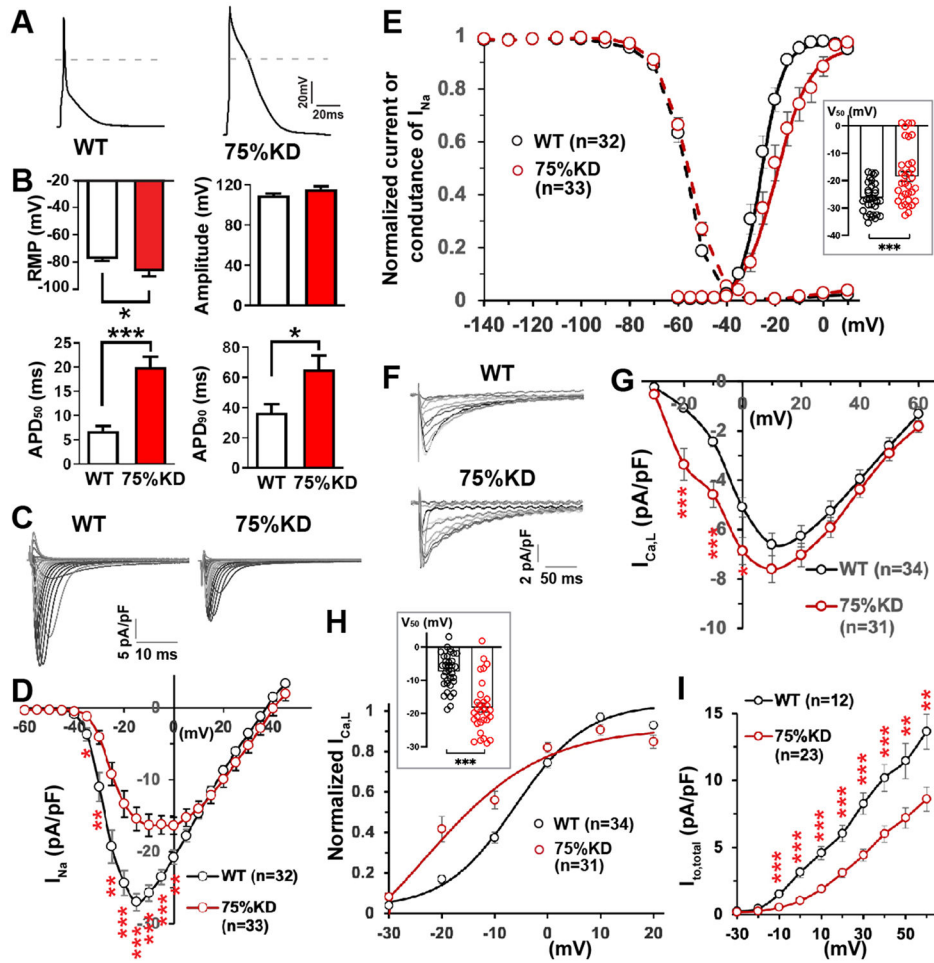 A
WT
75%KD
20mV
20ms
B
-20
-40
-60
-80
-100
RMP (mV)
*
120
80
40
0
Amplitude (mV)
***
25
20
15
10
5
0
APD50 (ms)
WT 75%KD
*
80
60
40
20
0
APD90 (ms)
WT 75%KD
C
WT
75%KD
5 pA/pF
10 ms
D
-60 -45 -30 -15 0 15 30 45
(mV)
-10
-20
-30
INa (pA/pF)
*
**
**
***
***
***
***
**
WT (n=32)
75%KD
(n=33)
E
Normalized current or
condutance of INa
1
0.8
0.6
0.4
0.2
0
-140 -120 -100 -80 -60 -40 -20 0 (mV)
WT (n=32)
75%KD
(n=33)
V50 (mV)
0
-20
-40
***
F
WT
75%KD
2 pA/pF
50 ms
G
0
-20 0 20 40 60
(mV)
-2
-4
-6
-8
-10
ICa,L (pA/pF)
***
***
*
WT (n=34)
75%KD
(n=31)
H
V50 (mV)
0
-10
-20
-30
***
Normalized ICa,L
1.0
0.8
0.6
0.4
0.2
0.0
-30 -20 -10 0 10 20
(mV)
WT (n=34)
75%KD
(n=31)
I
WT (n=12)
75%KD
(n=23)
15
10
5
0
Ito,total (pA/pF)
***
***
***
***
***
***
**
**
-30 -10 10 30 50
(mV)